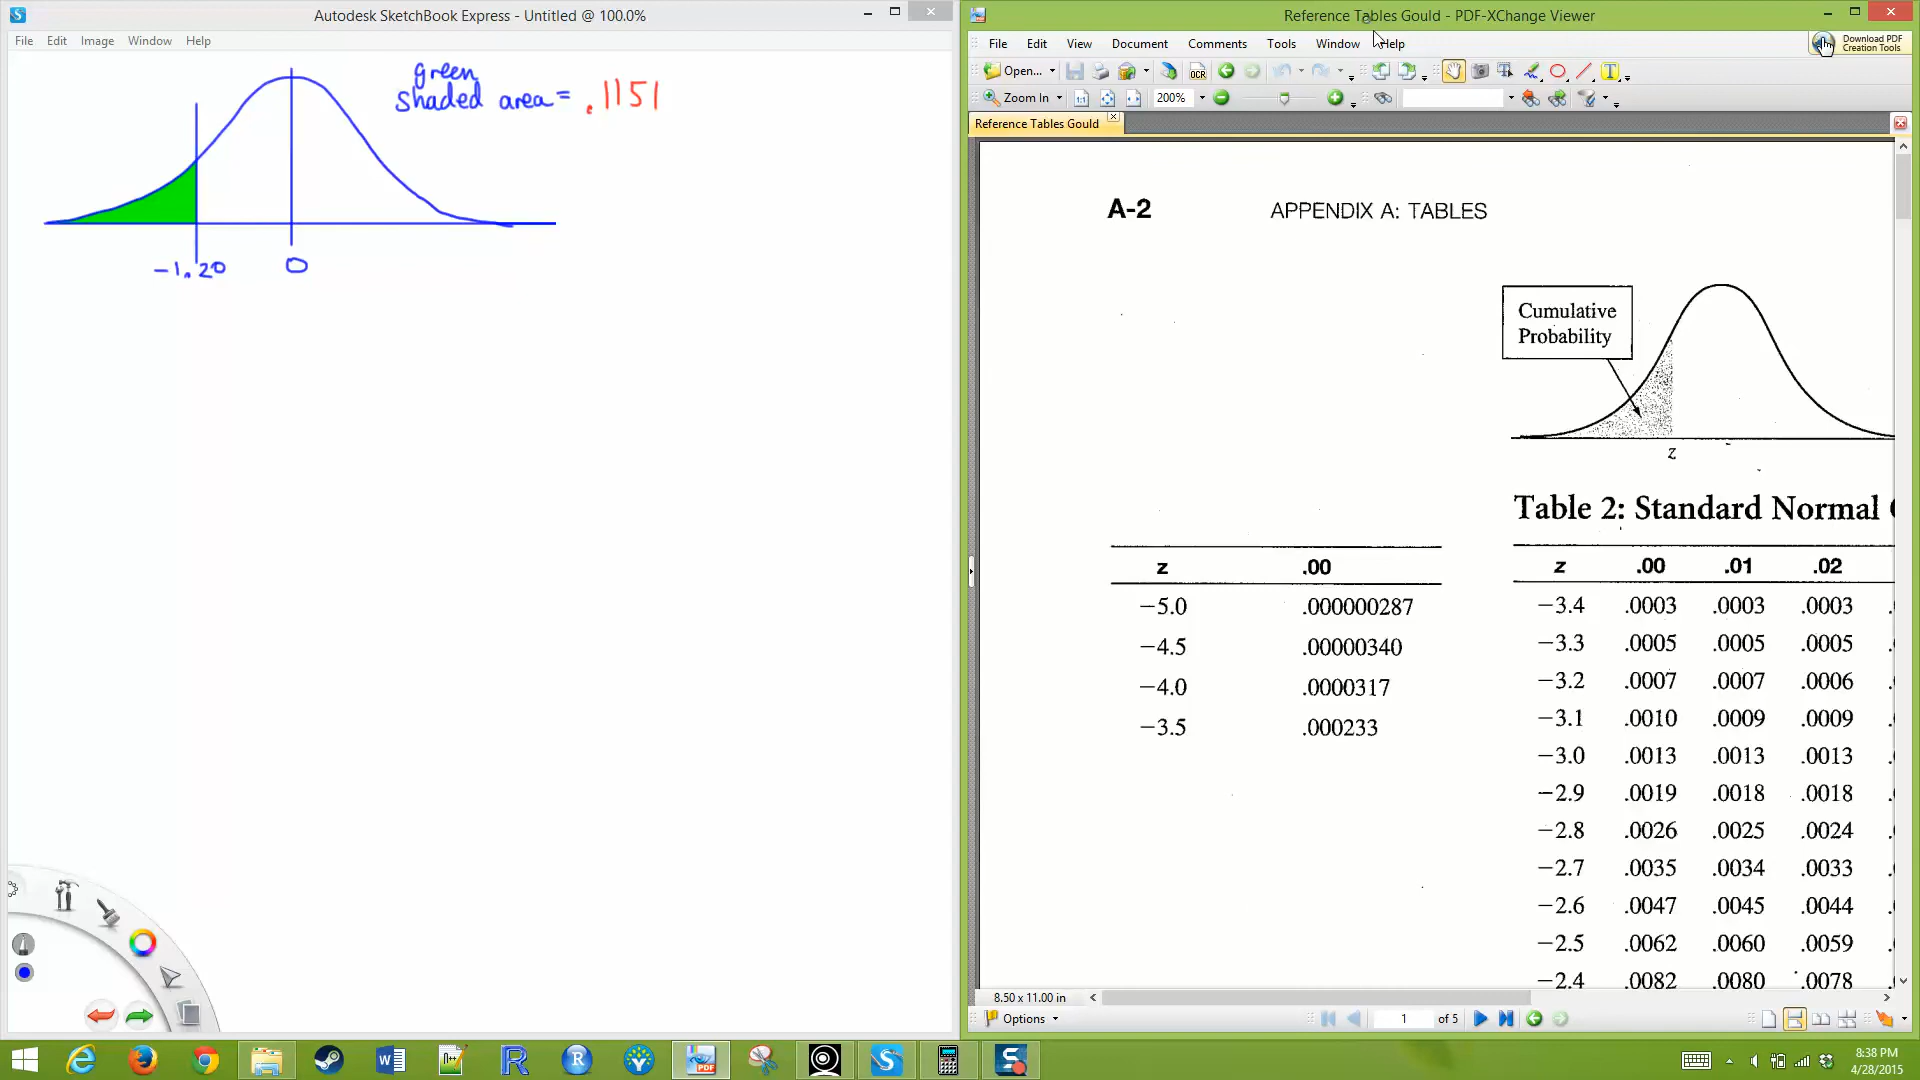 Autodesk SketchBook Express - Untitled @ 100.0%
File Edit Image Window Help
green
shaded area = .1151
-1.20 0
Reference Tables Gould - PDF-XChange Viewer
File Edit View Document Comments Tools Window Help
Download PDF
Creation Tools
Open...
OCR
Zoom In 200%
Reference Tables Gould
A-2 APPENDIX A: TABLES
Cumulative
Probability
z
Table 2: Standard Normal
z .00
−5.0 .000000287
−4.5 .00000340
−4.0 .0000317
−3.5 .000233
z .00 .01 .02
−3.4 .0003 .0003 .0003
−3.3 .0005 .0005 .0005
−3.2 .0007 .0007 .0006
−3.1 .0010 .0009 .0009
−3.0 .0013 .0013 .0013
−2.9 .0019 .0018 .0018
−2.8 .0026 .0025 .0024
−2.7 .0035 .0034 .0033
−2.6 .0047 .0045 .0044
−2.5 .0062 .0060 .0059
−2.4 .0082 .0080 .0078
8.50 x 11.00 in
Options 1 of 5
8:38 PM
4/28/2015